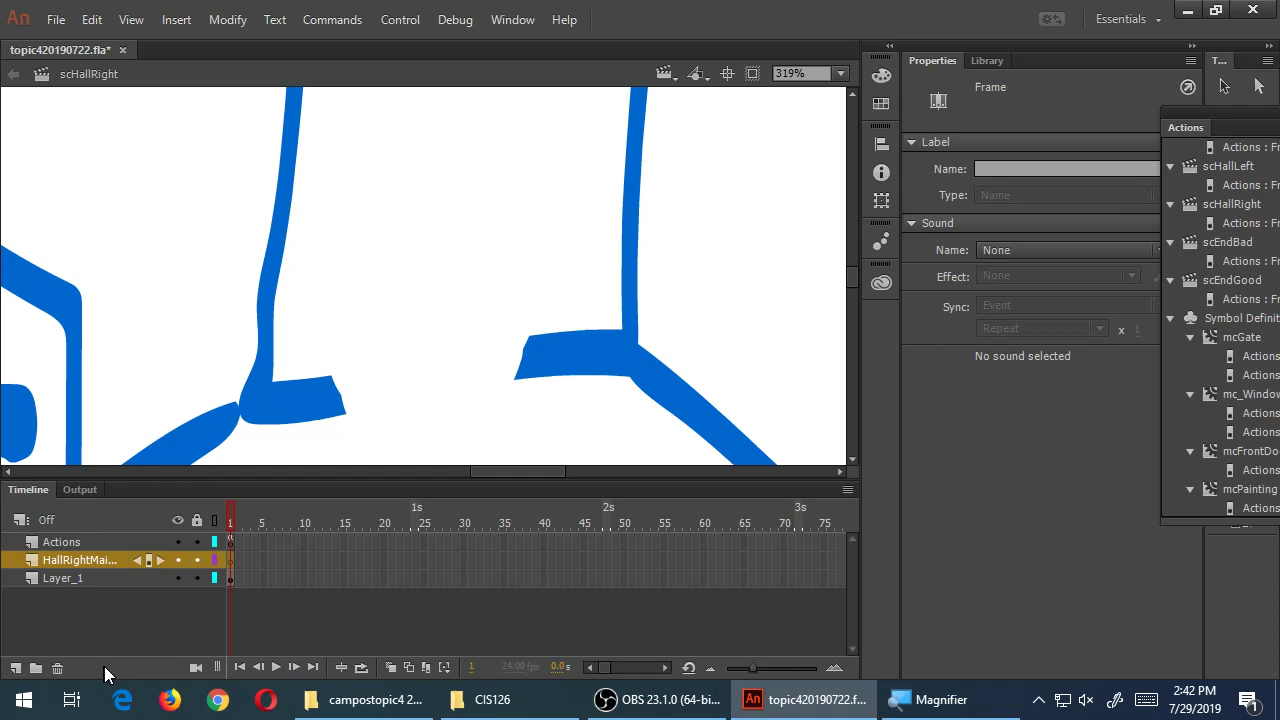 An File Edit View Insert Modify Text Commands Control Debug Window Help Essentials
topic420190722.fla* ×
scHallRight 319%
Properties Library T...
Frame
Label
Name:
Type: Name
Sound
Name: None
Effect: None
Sync: Event
Repeat x 1
No sound selected
Actions
Actions : Fr
scHallLeft
Actions : Fr
scHallRight
Actions : Fr
scEndBad
Actions : Fr
scEndGood
Actions : Fr
Symbol Definit
mcGate
Actions
Actions
mc_Window
Actions
Actions
mcFrontDo
Actions
mcPainting
Actions
Timeline Output
1s 2s 3s
Off 1 5 10 15 20 25 30 35 40 45 50 55 60 65 70 75
Actions
HallRightMai...
Layer_1
1 24.00 fps 0.0 s
campostopic4 2... CIS126 OBS 23.1.0 (64-bi... An topic420190722.f... Magnifier
2:42 PM
7/29/2019
1